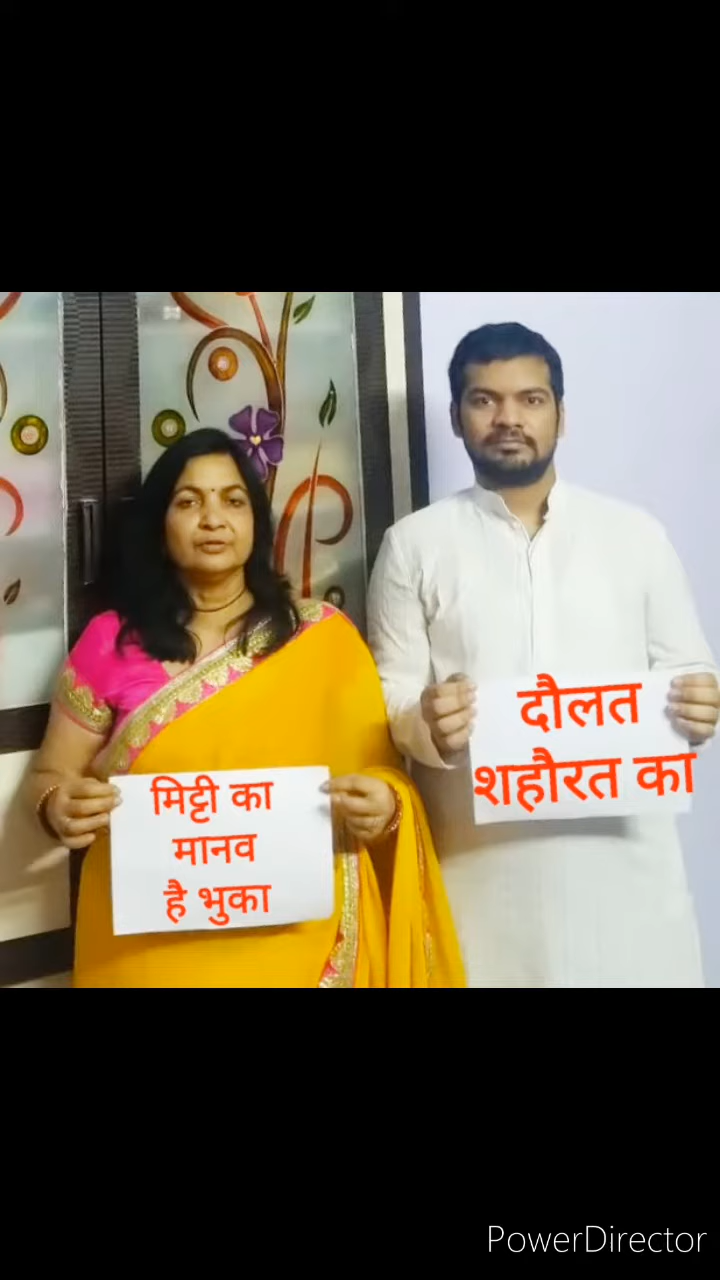 मिट्टी का
मानव
है भुका
दौलत
शहौरत का
PowerDirector